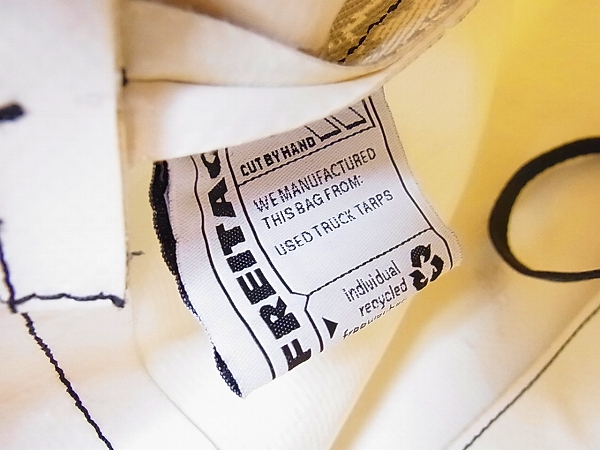 FREITAG
CUT BY HAND
WE MANUFACTURED
THIS BAG FROM:
USED TRUCK TARPS
individual
recycled